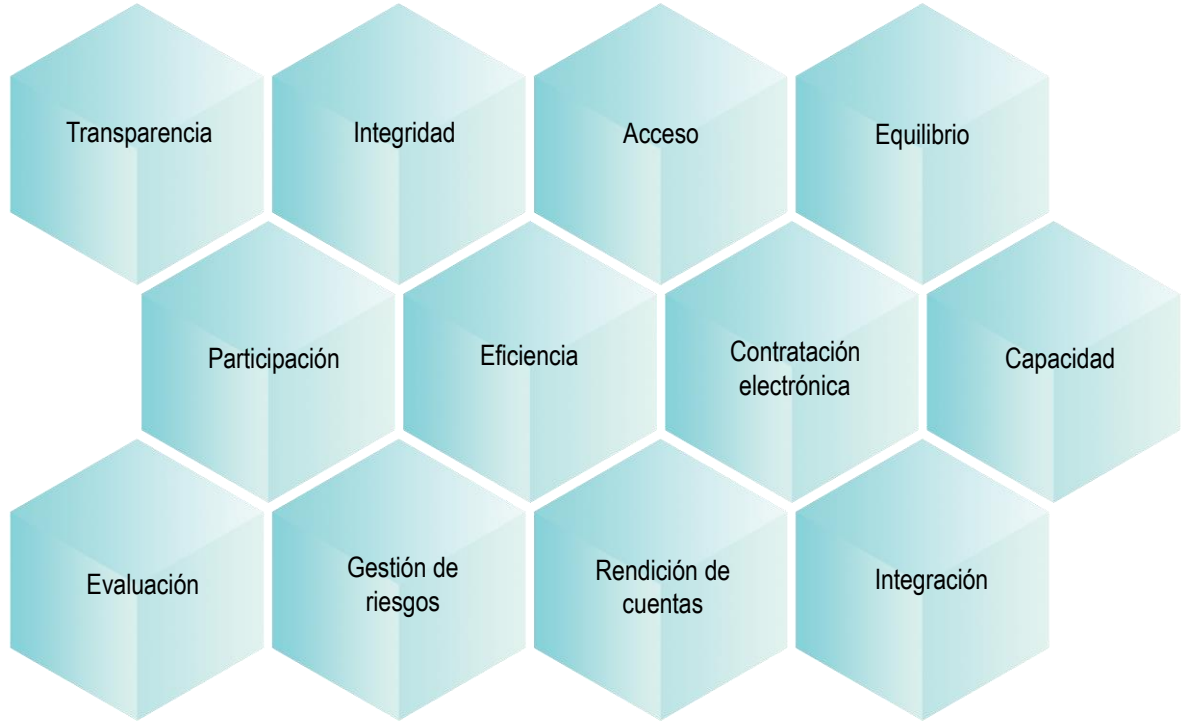 Transparencia
Integridad
Acceso
Equilibrio
Participación
Eficiencia
Contratación
electrónica
Capacidad
Evaluación
Gestión de
riesgos
Rendición de
cuentas
Integración